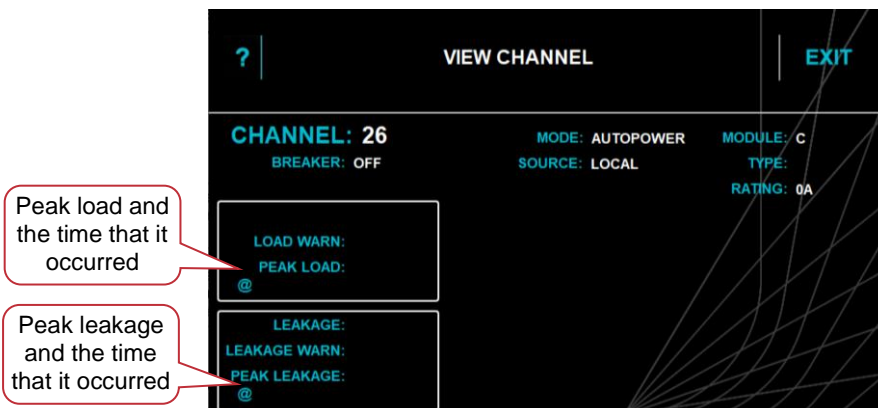 ?
VIEW CHANNEL
EXIT
CHANNEL: 26
BREAKER: OFF
MODE: AUTOPOWER
SOURCE: LOCAL
MODULE: C
TYPE:
RATING: 0A
Peak load and
the time that it
occurred
LOAD WARN:
PEAK LOAD:
@
Peak leakage
and the time
that it occurred
LEAKAGE:
LEAKAGE WARN:
PEAK LEAKAGE:
@